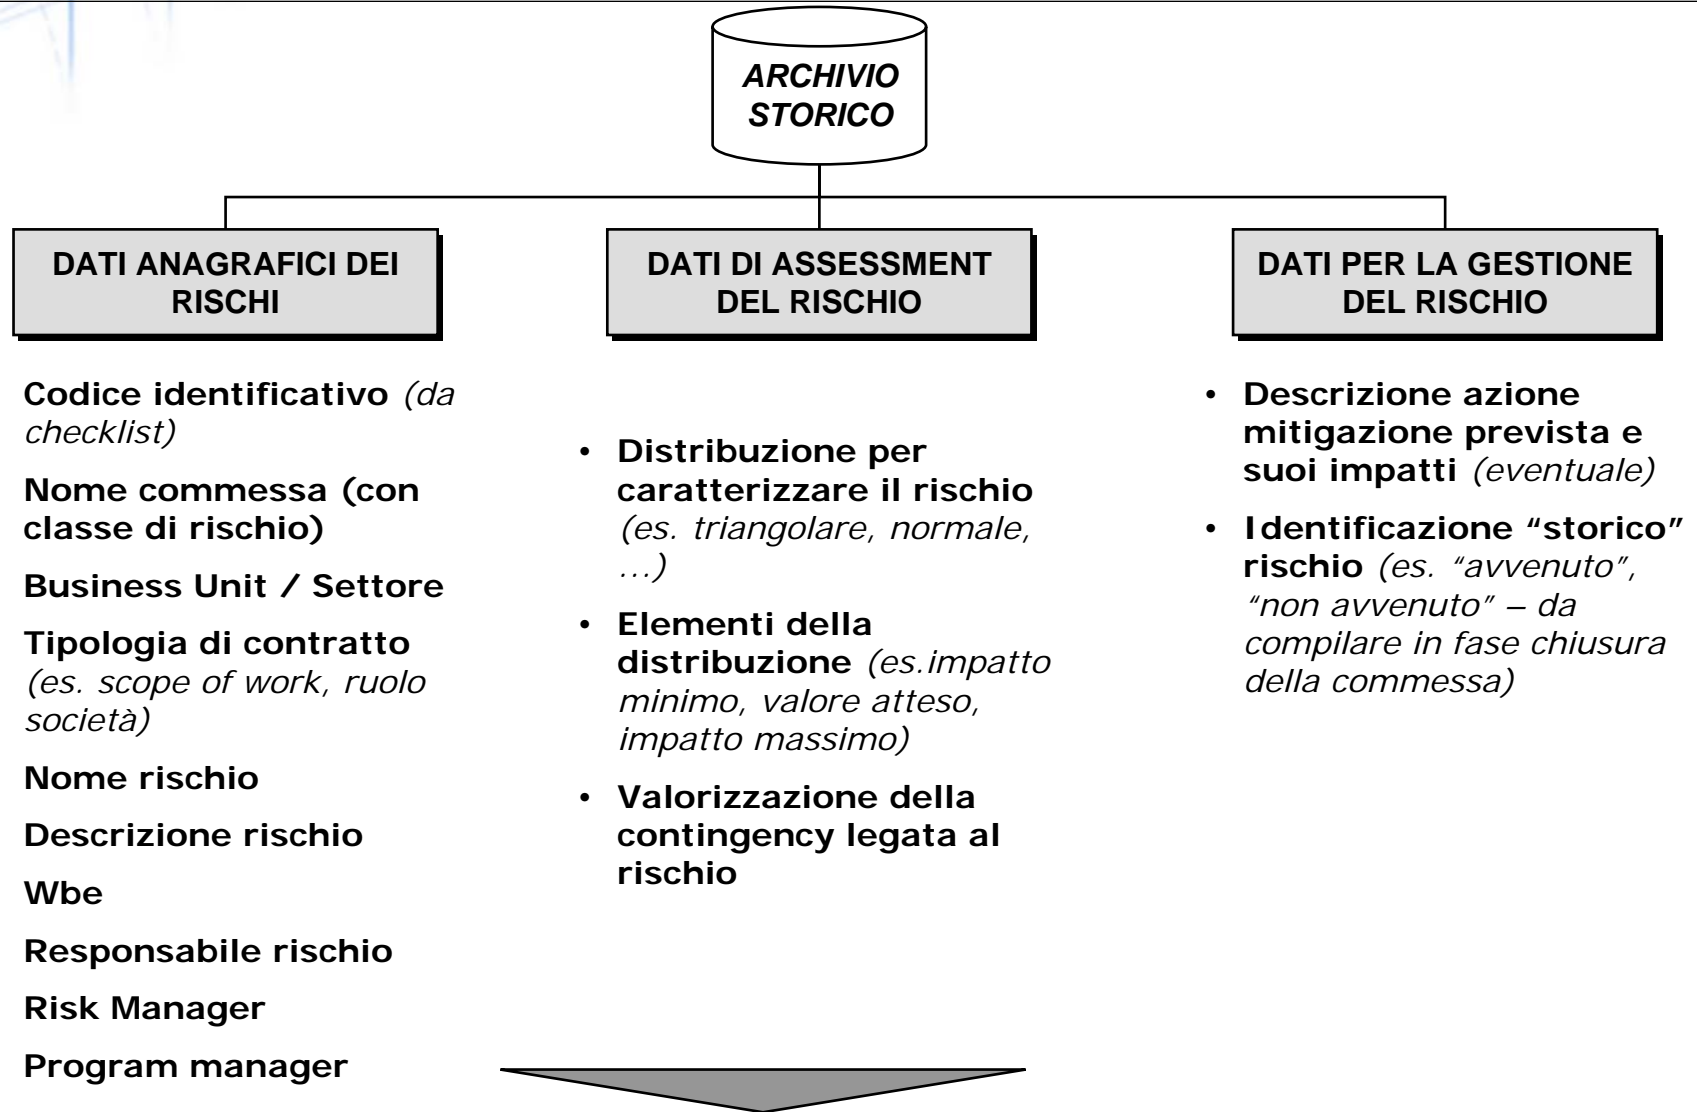 ARCHIVIO
STORICO
DATI ANAGRAFICI DEI
RISCHI
Codice identificativo (da
checklist)
Nome commessa (con
classe di rischio)
Business Unit / Settore
Tipologia di contratto
(es. scope of work, ruolo
società)
Nome rischio
Descrizione rischio
Wbe
Responsabile rischio
Risk Manager
Program manager
DATI DI ASSESSMENT
DEL RISCHIO
• Distribuzione per
caratterizzare il rischio
(es. triangolare, normale,
...)
• Elementi della
distribuzione (es.impatto
minimo, valore atteso,
impatto massimo)
• Valorizzazione della
contingency legata al
rischio
DATI PER LA GESTIONE
DEL RISCHIO
• Descrizione azione
mitigazione prevista e
suoi impatti (eventuale)
• Identificazione “storico”
rischio (es. “avvenuto”,
“non avvenuto” – da
compilare in fase chiusura
della commessa)